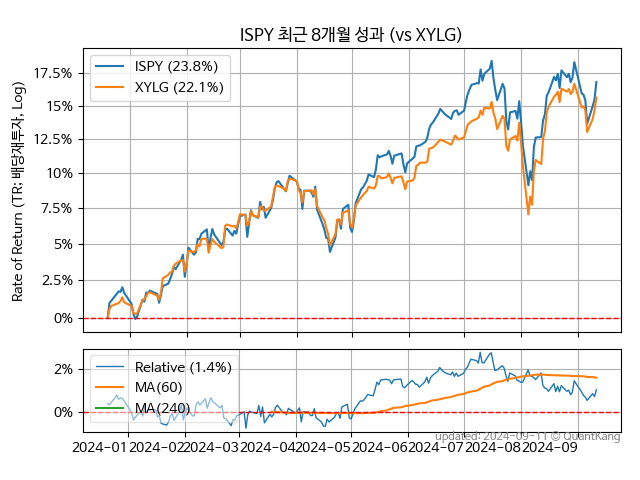 ISPY 최근 8개월 성과 (vs XYLG)
Rate of Return (TR: 배당재투자, Log)
17.5%
15%
12.5%
10%
7.5%
5%
2.5%
0%
ISPY (23.8%)
XYLG (22.1%)
2%
0%
Relative (1.4%)
MA(60)
MA(240)
2024-01 2024-02 2024-03 2024-04 2024-05 2024-06 2024-07 2024-08 2024-09
updated: 2024-09-11 © QuantKang